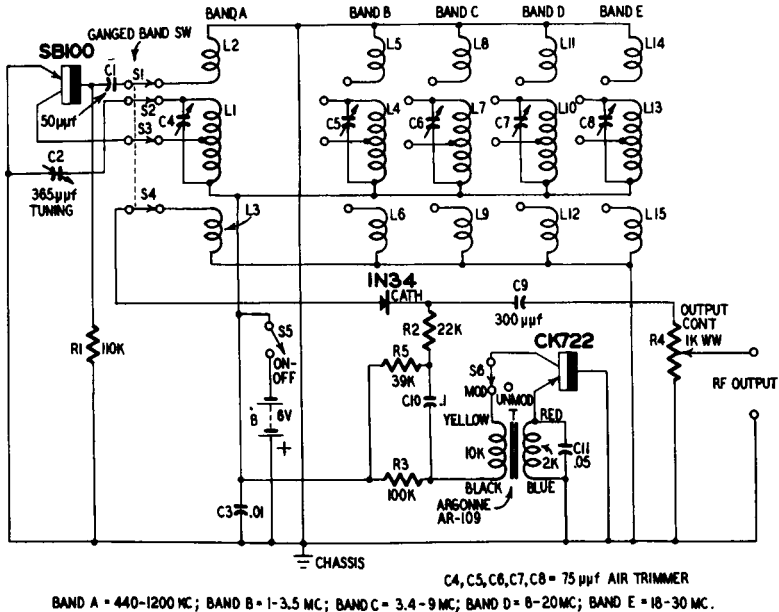 BAND A BAND B BAND C BAND D BAND E
GANGED BAND SW
L2 L5 L8 L11 L14
SB100
C1 S1
50µµf
S2
S3
C4 L1 C5 L4 C6 L7 C7 L10 C8 L13
C2
365µµf
TUNING
S4
L3 L6 L9 L12 L15
1N34
CATH
C9
300 µµf
OUTPUT
CONT
R4 1K WW
RF OUTPUT
R1 110K
S5
ON-
OFF
R2 22K
R5
39K
CK722
S6
MOD
UNMOD
B 6V
+
C10 .1
YELLOW T RED
10K 2K
C11
.05
R3
100K
BLACK BLUE
ARGONNE
AR-109
C3 .01
CHASSIS
C4, C5, C6, C7, C8 = 75 µµf AIR TRIMMER
BAND A = 440-1200 KC; BAND B = 1-3.5 MC; BAND C = 3.4-9 MC; BAND D = 8-20MC; BAND E = 18-30 MC.